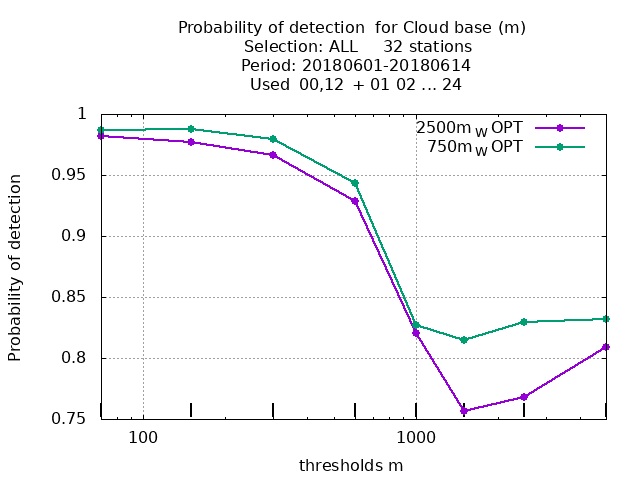 Probability of detection  for Cloud base (m)
Selection: ALL     32 stations
Period: 20180601-20180614
Used  00,12  + 01 02 ... 24
2500m W OPT
750m W OPT
1
0.95
0.9
0.85
0.8
0.75
Probability of detection
100
1000
thresholds m